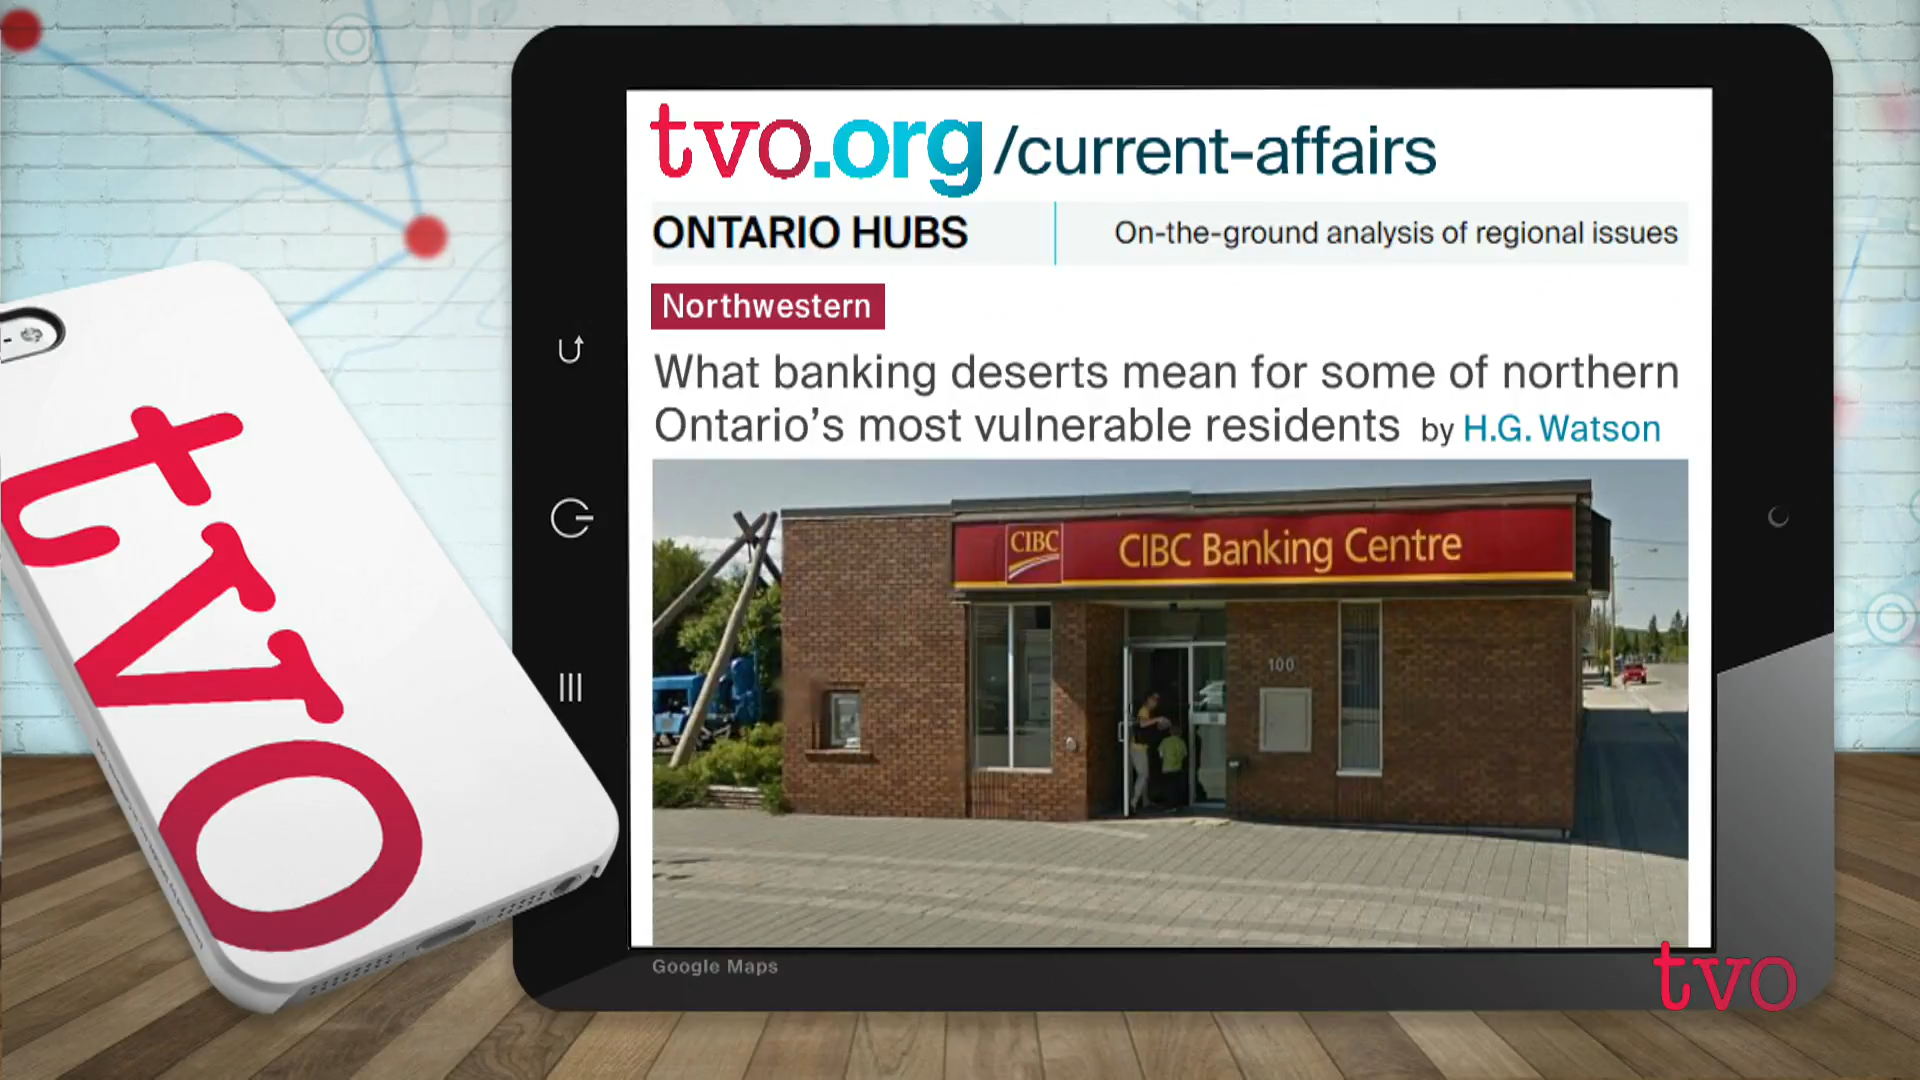 tvo.org/current-affairs
ONTARIO HUBS
On-the-ground analysis of regional issues
Northwestern
What banking deserts mean for some of northern
Ontario's most vulnerable residents by H.G. Watson
CIBC
CIBC Banking Centre
100
Google Maps
tvo
tvo